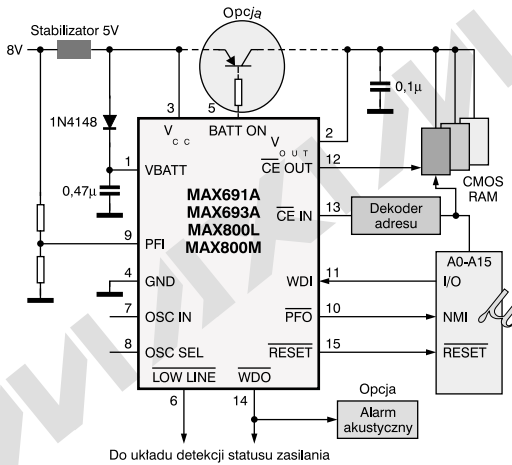 Opcja
Stabilizator 5V
8V
1N4148
0,47µ
0,1µ
3
5
2
V CC
BATT ON
V OUT
1
VBATT
CE OUT
12
CMOS
RAM
MAX691A
MAX693A
MAX800L
MAX800M
CE IN
13
Dekoder
adresu
9
PFI
A0-A15
4
GND
WDI
11
I/O
7
OSC IN
PFO
10
NMI
µ
8
OSC SEL
RESET
15
RESET
LOW LINE
WDO
6
14
Opcja
Alarm
akustyczny
Do układu detekcji statusu zasilania